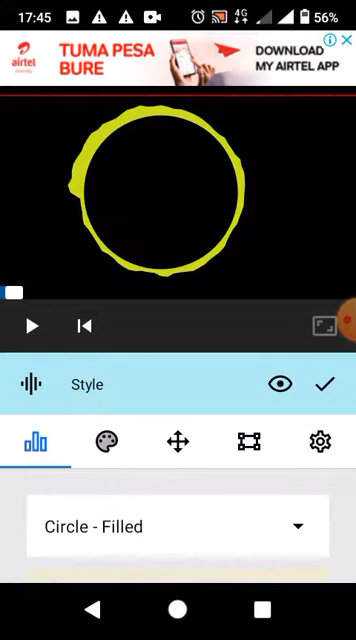 17:45
4G
56%
airtel
TUMA PESA
BURE
DOWNLOAD
MY AIRTEL APP
Style
Circle - Filled